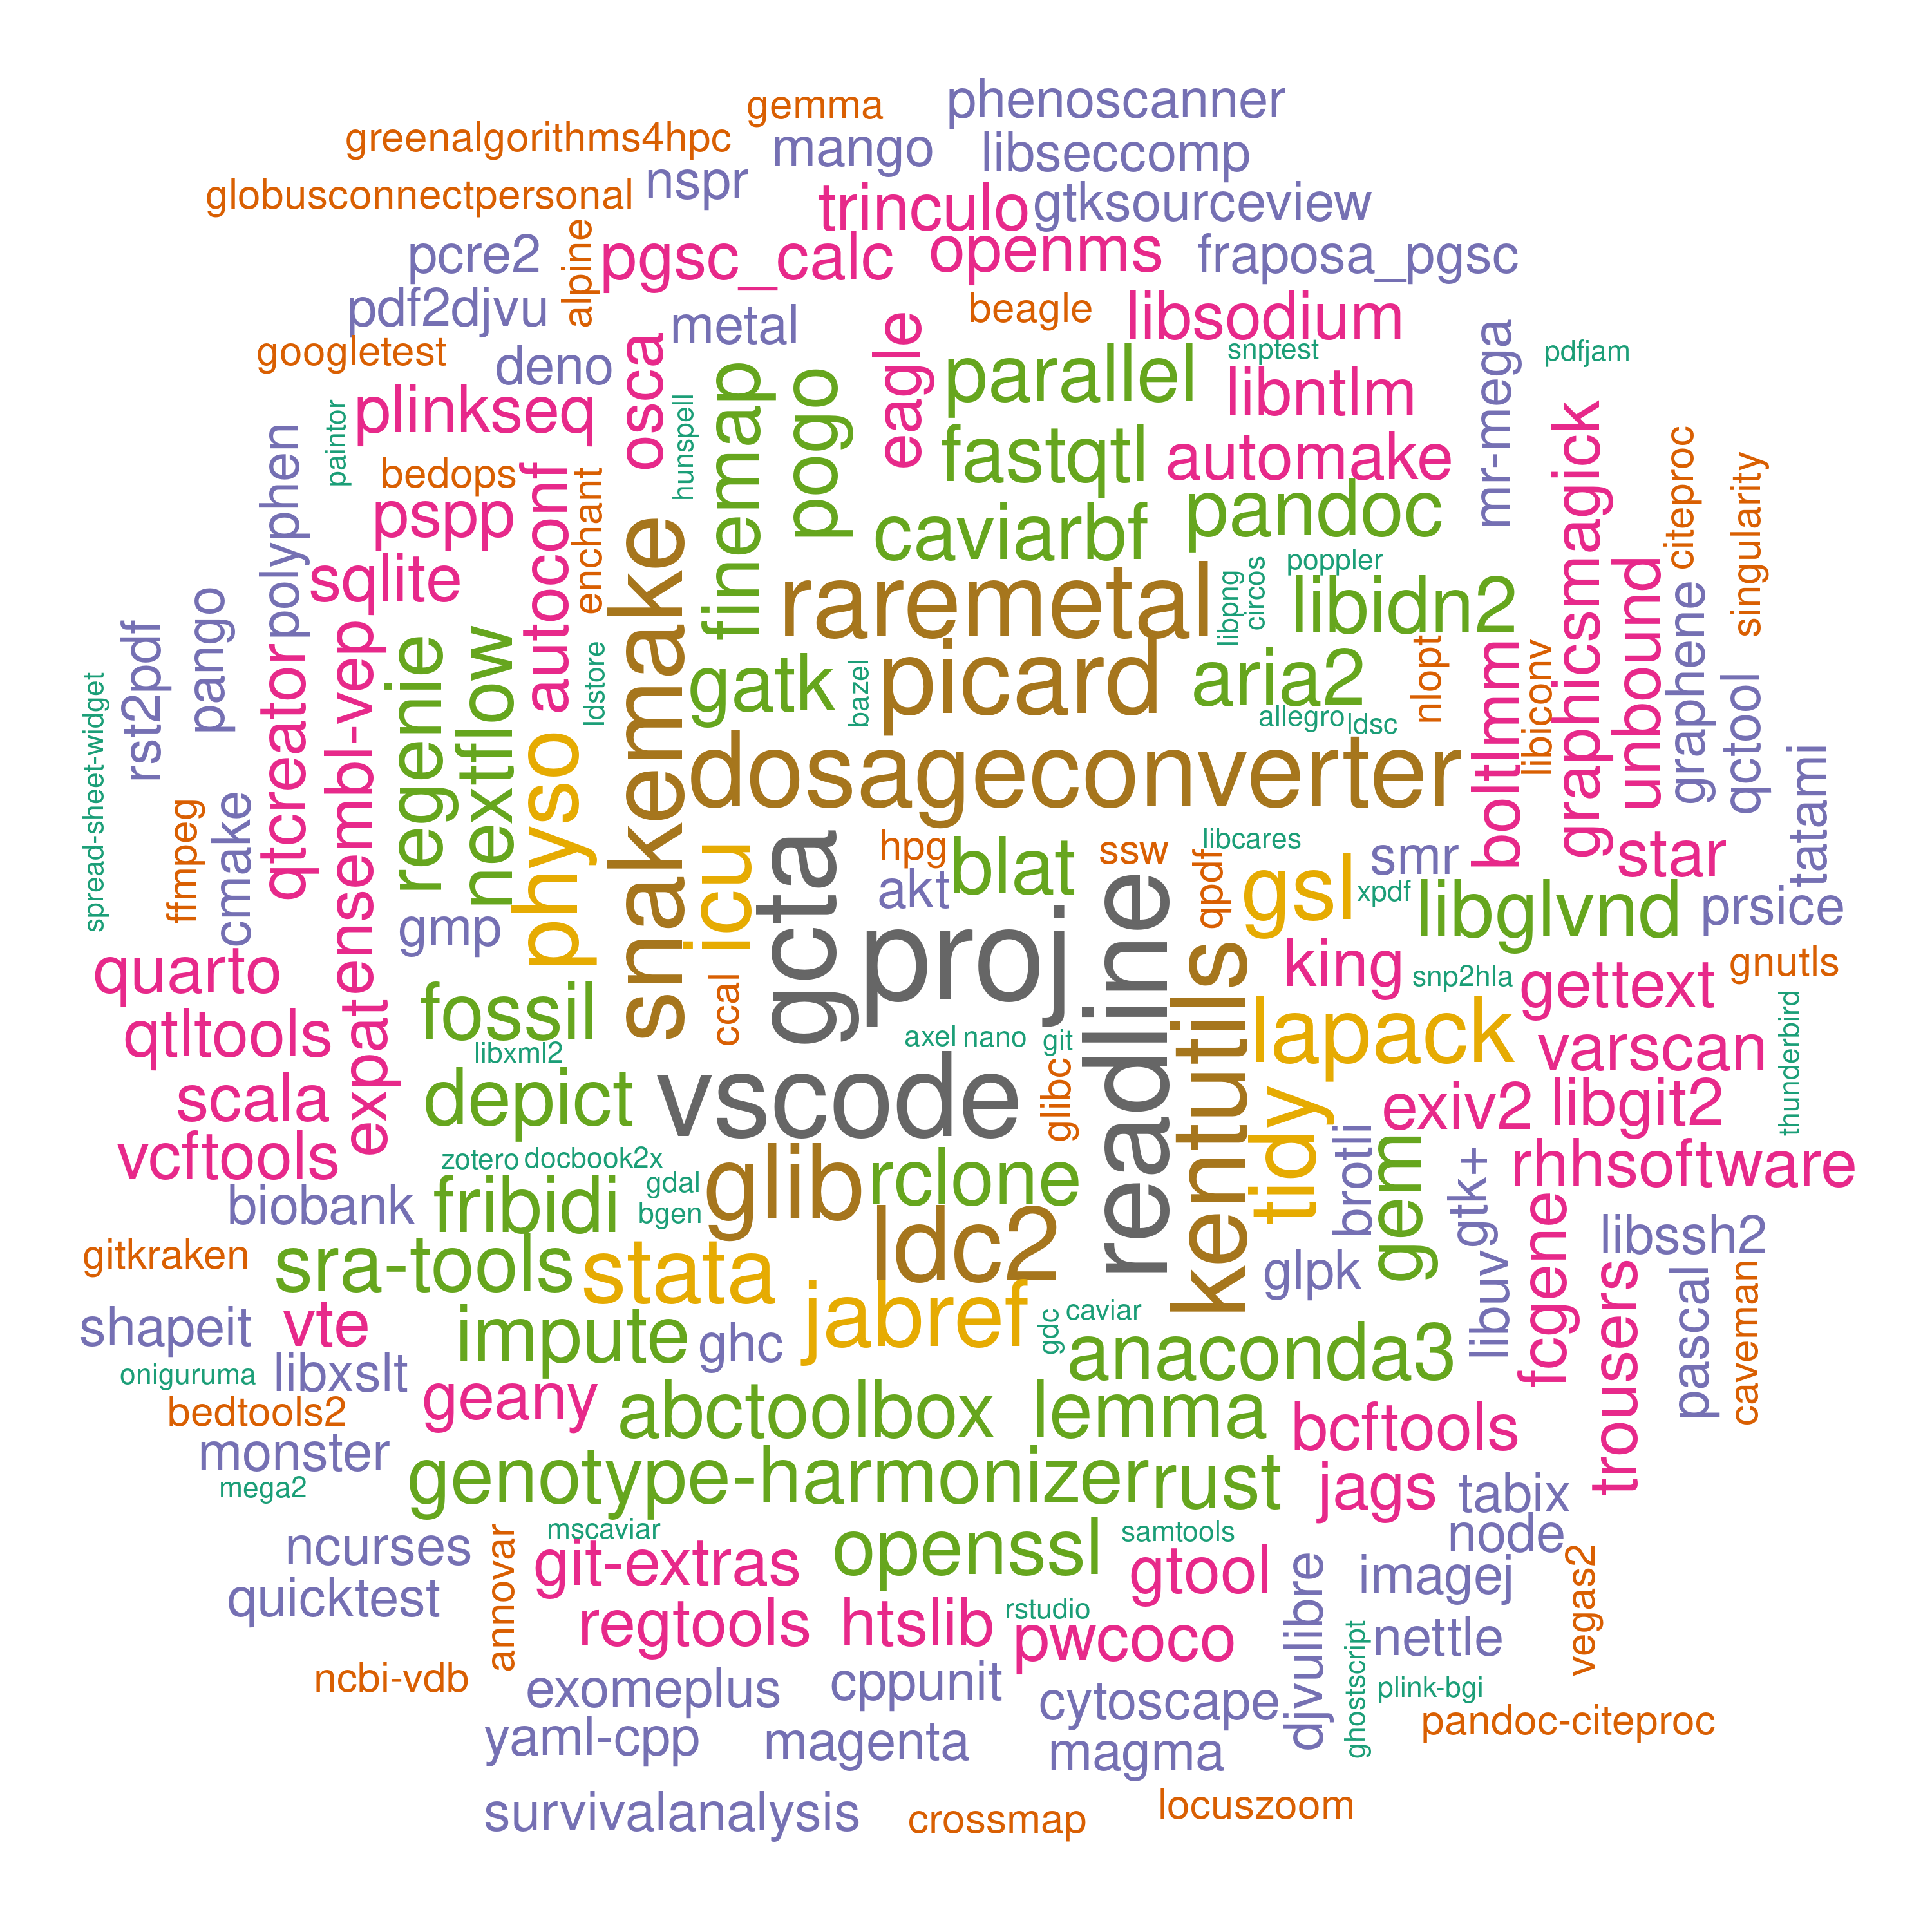 gemma
phenoscanner
greenalgorithms4hpc
mango
libseccomp
globusconnectpersonal
nspr
trinculo
gtksourceview
pcre2
alpine
pgsc_calc
openms
fraposa_pgsc
pdf2djvu
metal
beagle
libsodium
googletest
deno
osca
eagle
parallel
snptest
mr-mega
pdfjam
plinkseq
hunspell
finemap
pogo
libntlm
graphicsmagick
paintor
polyphen
bedops
autoconf
enchant
fastqtl
automake
citeproc
singularity
pspp
snakemake
caviarbf
pandoc
sqlite
raremetal
libpng
circos
poppler
libidn2
unbound
graphene
rst2pdf
pango
qtcreator
ensembl-vep
regenie
nextflow
ldstore
gatk
bazel
picard
aria2
nlopt
libiconv
boltlmm
qctool
spread-sheet-widget
allegro
ldsc
physo
dosageconverter
tatami
ffmpeg
cmake
icu
gcta
hpg
blat
ssw
libcares
qpdf
smr
star
gmp
akt
gsl
xpdf
libglvnd
prsice
quarto
expat
ccal
proj
readline
kentutils
king
snp2hla
gettext
gnutls
qtltools
fossil
libxml2
axel
nano
git
lapack
varscan
thunderbird
scala
depict
vscode
glibc
tidy
exiv2
libgit2
vcftools
zotero
docbook2x
gdal
glib
rclone
brotli
gem
gtk+
rhhsoftware
biobank
fribidi
bgen
ldc2
libssh2
gitkraken
sra-tools
stata
jabref
glpk
libuv
fcgene
trousers
pascal
caveman
shapeit
vte
impute
ghc
gdc
caviar
anaconda3
oniguruma
libxslt
bedtools2
geany
abctoolbox
lemma
bcftools
monster
mega2
genotype-harmonizer
rust
jags
tabix
ncurses
annovar
mscaviar
openssl
samtools
node
quicktest
git-extras
gtool
djvulibre
imagej
vegas2
regtools
htslib
rstudio
pwcoco
ghostscript
nettle
ncbi-vdb
exomeplus
cppunit
cytoscape
plink-bgi
yaml-cpp
magenta
magma
pandoc-citeproc
survivalanalysis
crossmap
locuszoom